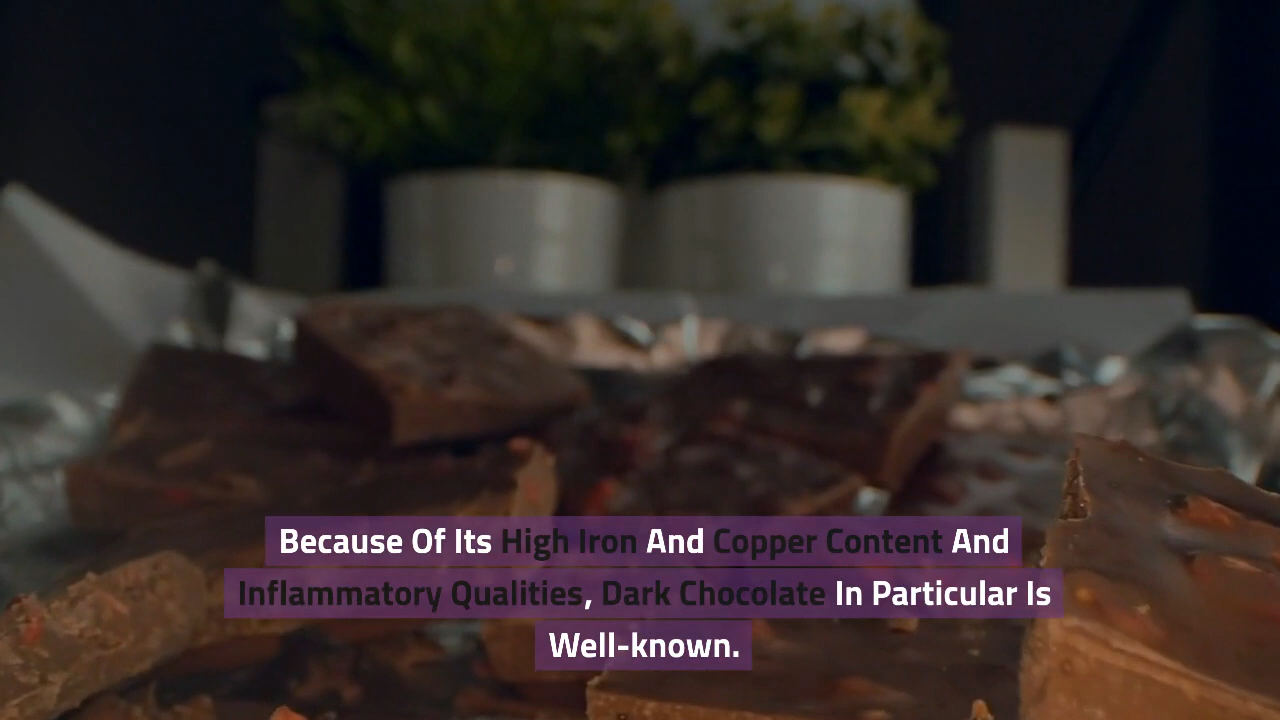 Because Of Its High Iron And Copper Content And
Inflammatory Qualities, Dark Chocolate In Particular Is
Well-known.